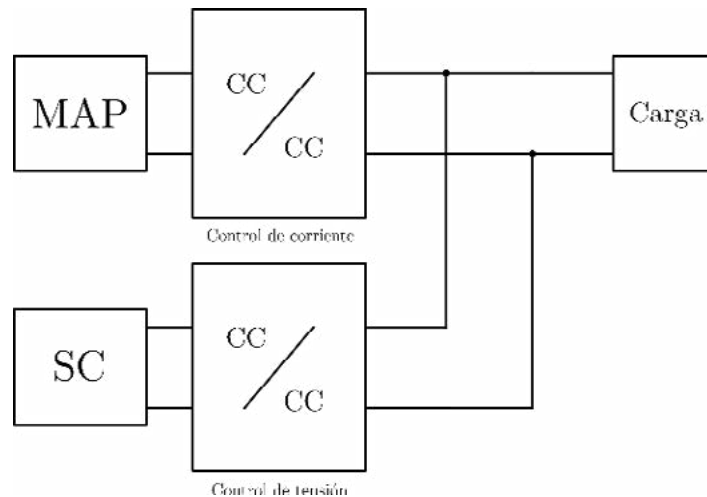 MAP
CC
CC
Carga
Control de corriente
SC
CC
CC
Control de tensión